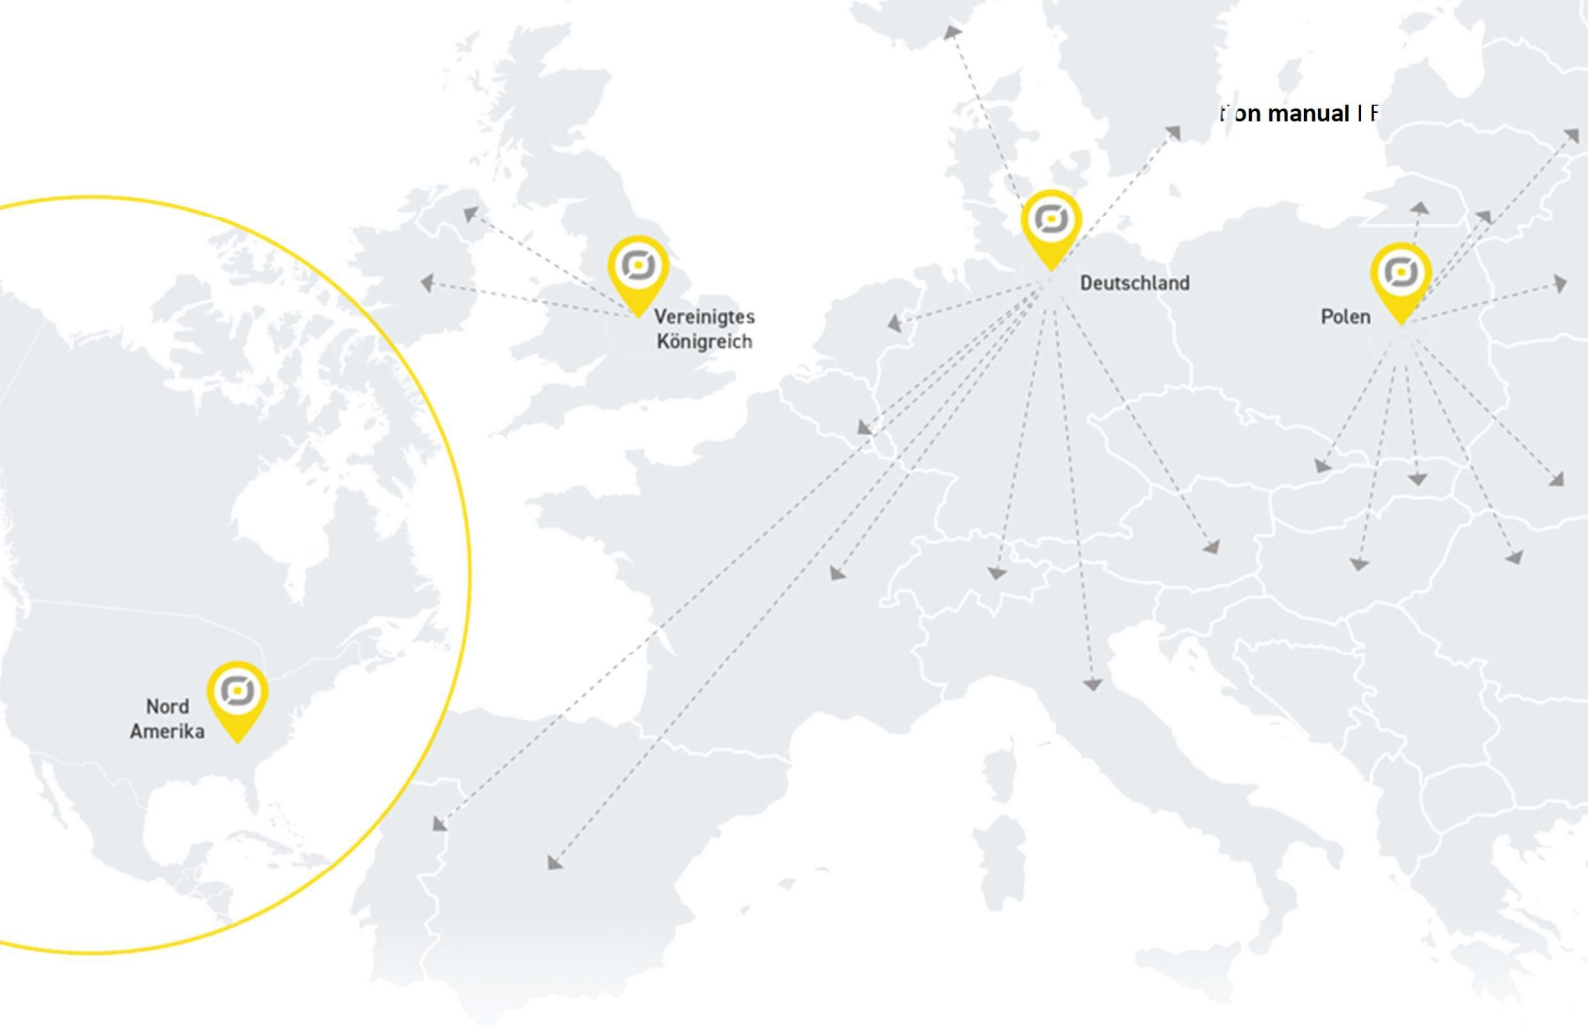 on manual I
Deutschland
Vereinigtes
Königreich
Polen
Nord
Amerika